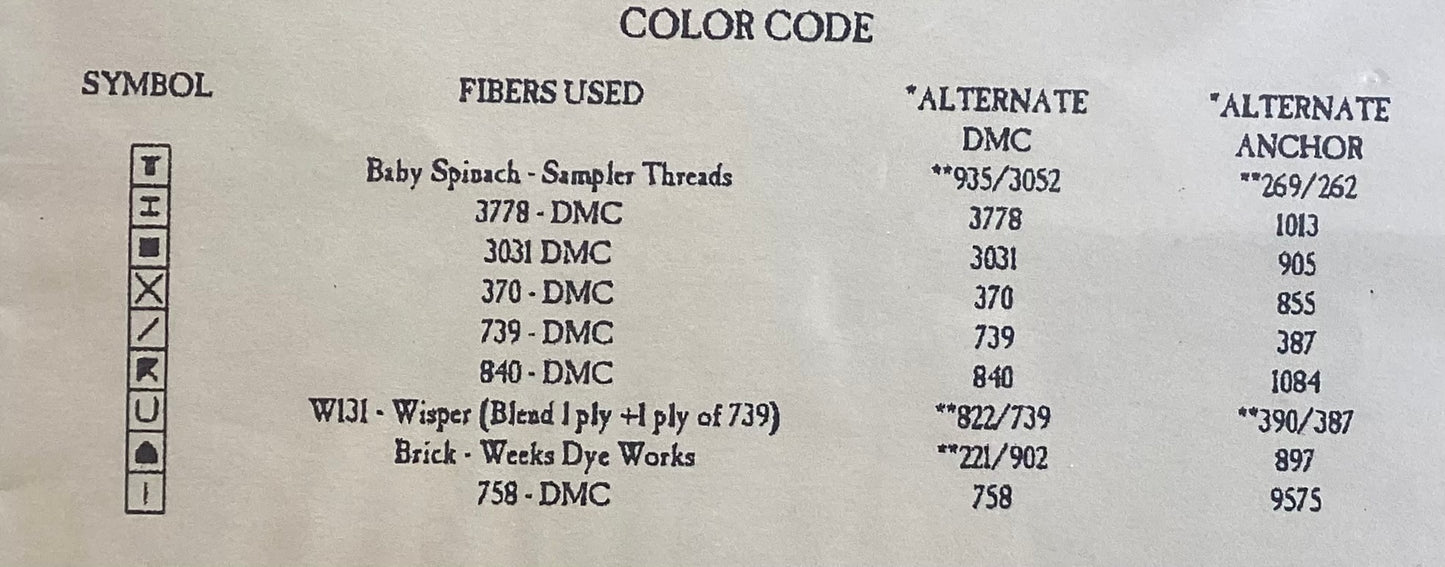 COLOR CODE
SYMBOL FIBERS USED *ALTERNATE DMC *ALTERNATE ANCHOR
Baby Spinach - Sampler Threads **935/3052 **269/262
3778 - DMC 3778 1013
3031 DMC 3031 905
370 - DMC 370 855
739 - DMC 739 387
840 - DMC 840 1084
W131 - Wisper (Blend 1 ply +1 ply of 739) **822/739 **390/387
Brick - Weeks Dye Works **221/902 897
758 - DMC 758 9575